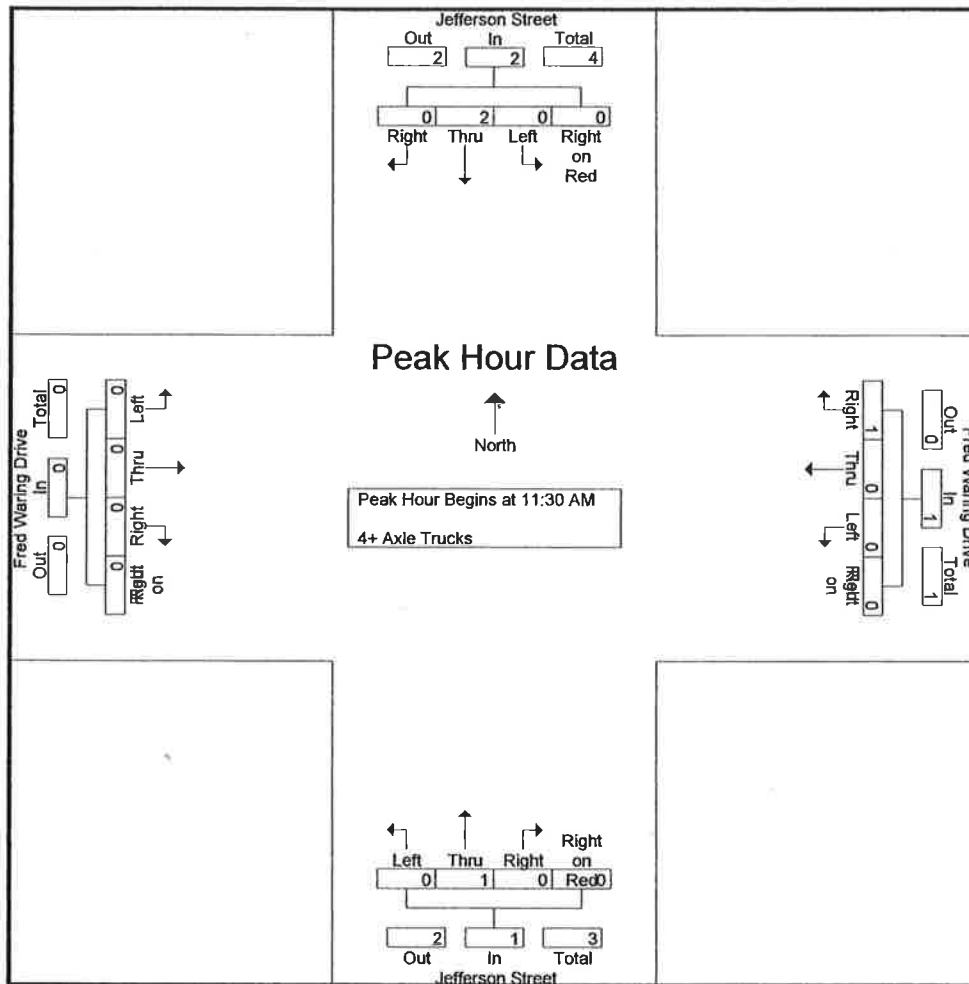 Jefferson Street
Out In Total
2 2 4
0 2 0 0
Right Thru Left Right
on
Red
Peak Hour Data
North
Peak Hour Begins at 11:30 AM
4+ Axle Trucks
Fred Waring Drive
Total In Out
0 0 0
0 0 0 0
Left Thru Right Right
on
Fred Waring Drive
Out In Total
0 1 1
1 0 0 0
Right Thru Left Right
on
Right
on
Left Thru Right
0 1 0 Red0
2 1 3
Out In Total
Jefferson Street